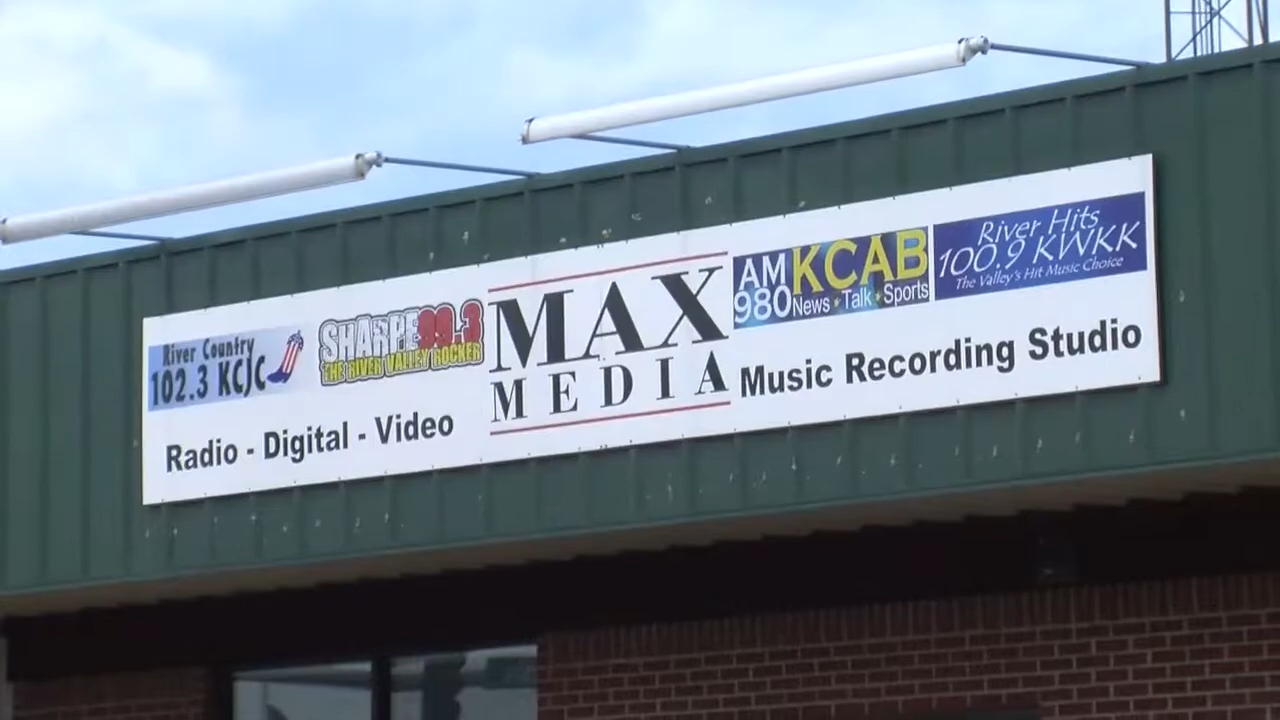 River Country
102.3 KCJC
SHARPE 99.3
THE RIVER VALLEY ROCKER
Radio - Digital - Video
MAX
MEDIA
AM KCAB
980 News * Talk * Sports
River Hits
100.9 KWKK
The Valley's Hit Music Choice
Music Recording Studio